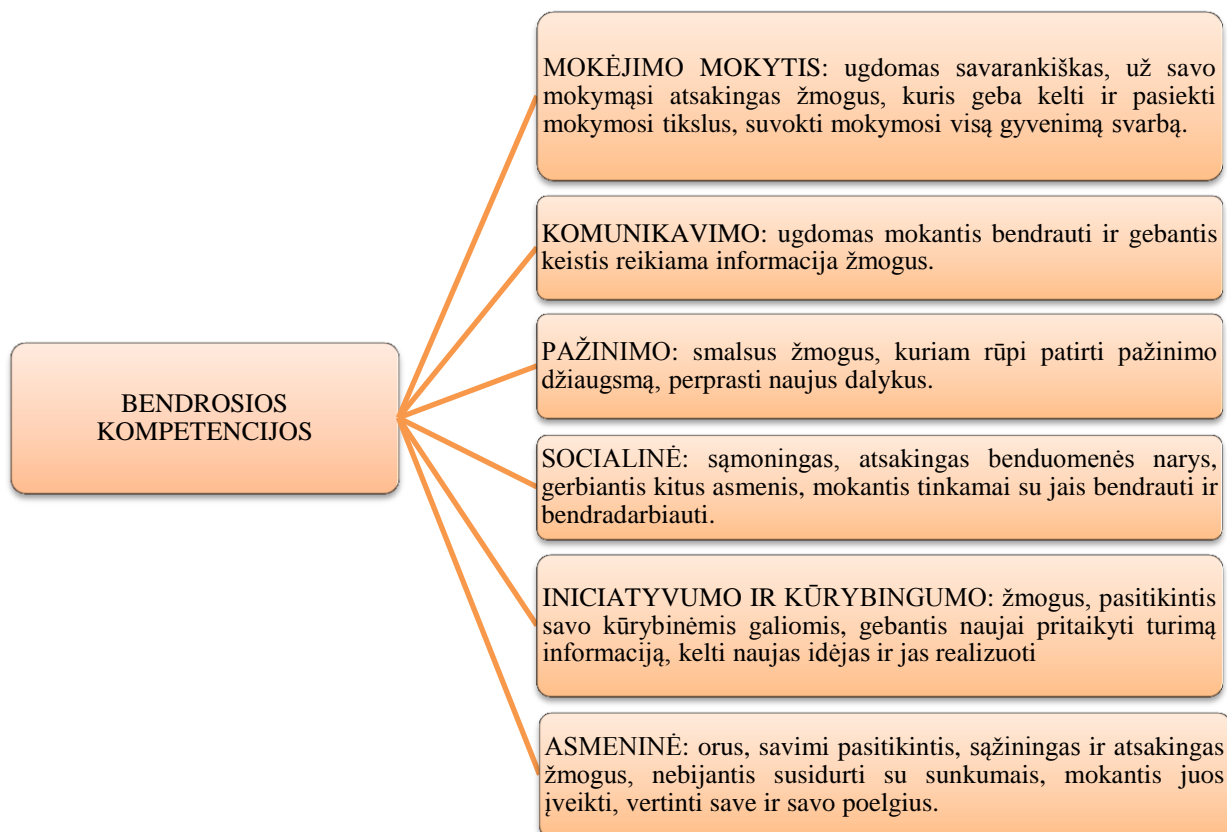 MOKĖJIMO MOKYTIS: ugdomas savarankiškas, už savo
mokymąsi atsakingas žmogus, kuris geba kelti ir pasiekti
mokymosi tikslus, suvokti mokymosi visą gyvenimą svarbą.
KOMUNIKAVIMO: ugdomas mokantis bendrauti ir gebantis
keistis reikiama informacija žmogus.
PAŽINIMO: smalsus žmogus, kuriam rūpi patirti pažinimo
džiaugsmą, perprasti naujus dalykus.
BENDROSIOS
KOMPETENCIJOS
SOCIALINĖ: sąmoningas, atsakingas benduomenės narys,
gerbiantis kitus asmenis, mokantis tinkamai su jais bendrauti ir
bendradarbiauti.
INICIATYVUMO IR KŪRYBINGUMO: žmogus, pasitikintis
savo kūrybinėmis galiomis, gebantis naujai pritaikyti turimą
informaciją, kelti naujas idėjas ir jas realizuoti
ASMENINĖ: orus, savimi pasitikintis, sąžiningas ir atsakingas
žmogus, nebijantis susidurti su sunkumais, mokantis juos
įveikti, vertinti save ir savo poelgius.